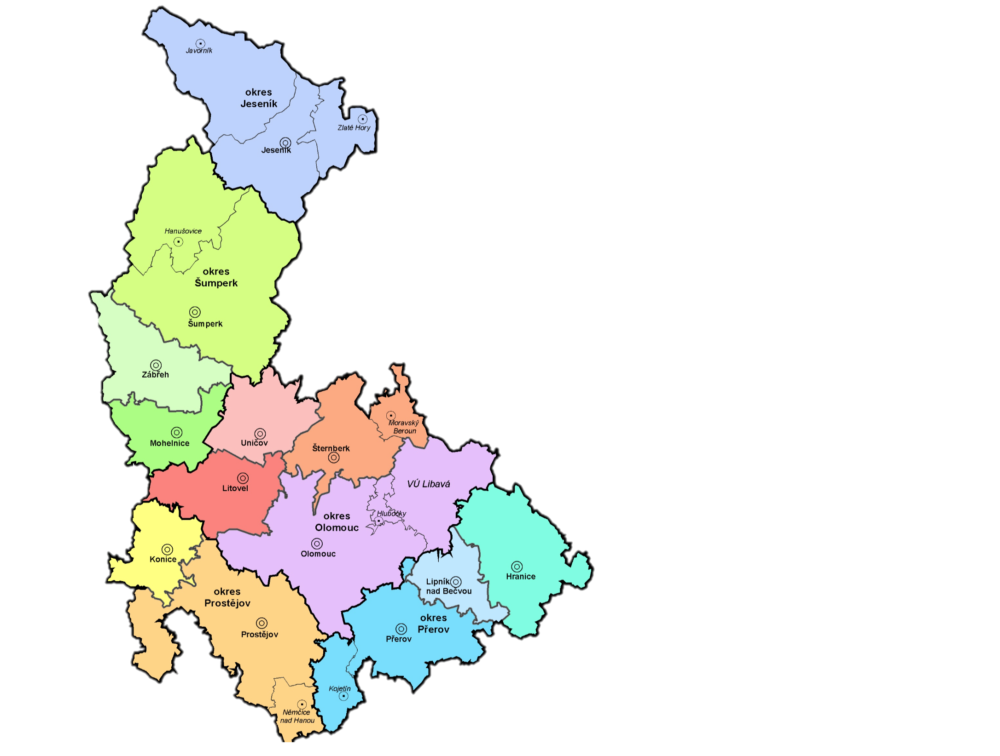 Javorník
okres
Jeseník
Zlaté Hory
Jeseník
Hanušovice
okres
Šumperk
Šumperk
Zábřeh
Moravský
Beroun
Mohelnice
Uničov
Šternberk
Litovel
VÚ Libavá
Hlubočky
okres
Olomouc
Olomouc
Konice
Hranice
Lipník
nad Bečvou
okres
Prostějov
okres
Přerov
Prostějov
Přerov
Kojetín
Němčice
nad Hanou